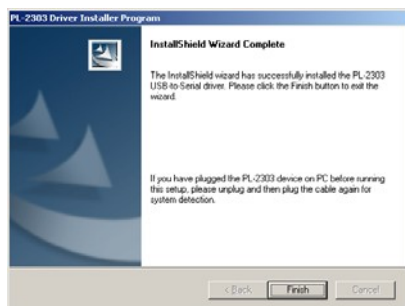 PL-2303 Driver Installer Program
InstallShield Wizard Complete
The InstallShield wizard has successfully installed the PL-2303
USB-to-Serial driver. Please click the Finish button to exit the
wizard.
If you have plugged the PL-2303 device on PC before running
this setup, please unplug and then plug the cable again for
system detection.
< Back
Finish
Cancel